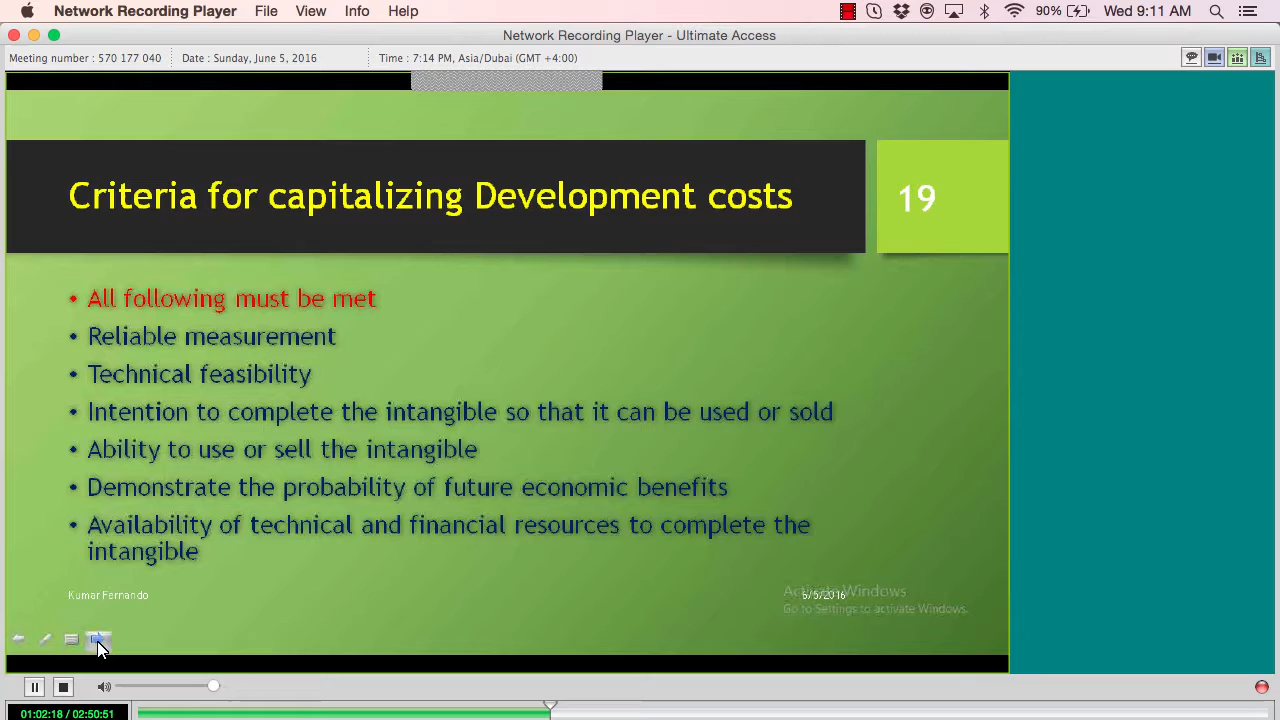 Network Recording Player File View Info Help 90% Wed 9:11 AM
Network Recording Player - Ultimate Access
Meeting number : 570 177 040 Date : Sunday, June 5, 2016 Time : 7:14 PM, Asia/Dubai (GMT +4:00)
Criteria for capitalizing Development costs 19
• All following must be met
• Reliable measurement
• Technical feasibility
• Intention to complete the intangible so that it can be used or sold
• Ability to use or sell the intangible
• Demonstrate the probability of future economic benefits
• Availability of technical and financial resources to complete the
intangible
Activate Windows
Kumar Fernando 6/5/2016
Go to Settings to activate Windows.
01:02:18 / 02:50:51